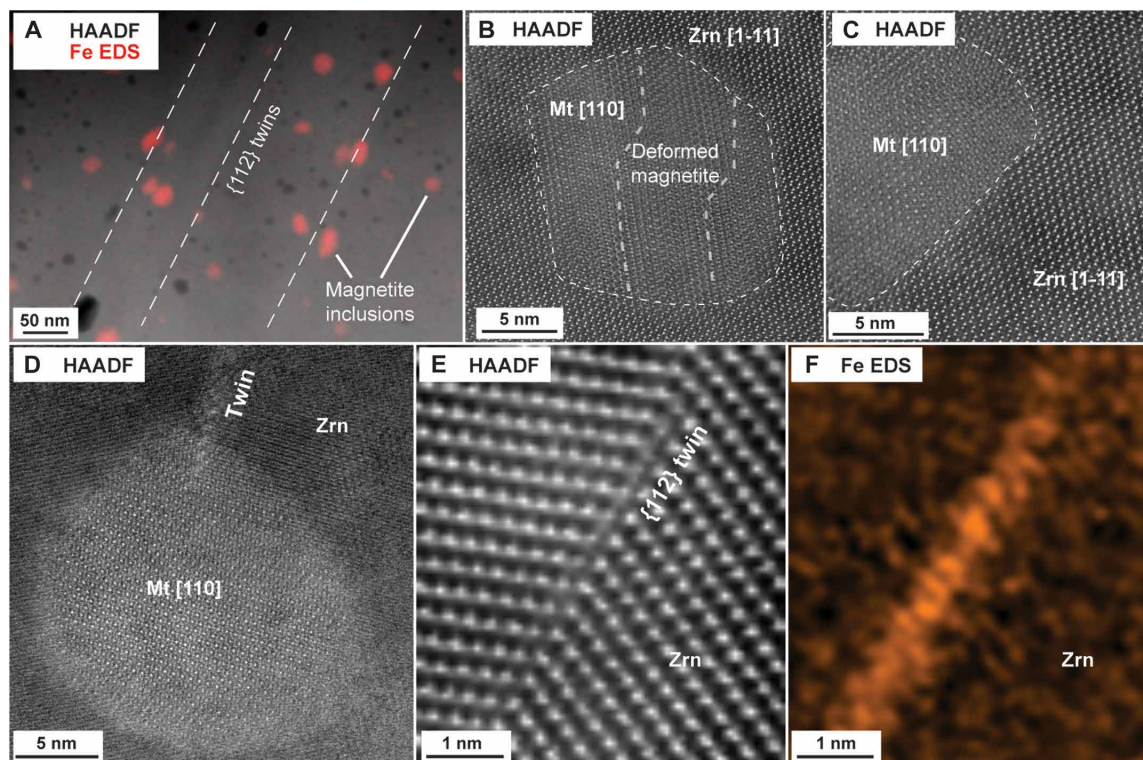 A HAADF
Fe EDS
{112} twins
Magnetite
inclusions
50 nm
B HAADF
Zrn [1-11]
Mt [110]
Deformed
magnetite
5 nm
C HAADF
Mt [110]
Zrn [1-11]
5 nm
D HAADF
Twin
Zrn
Mt [110]
5 nm
E HAADF
{112} twin
Zrn
1 nm
F Fe EDS
Zrn
1 nm